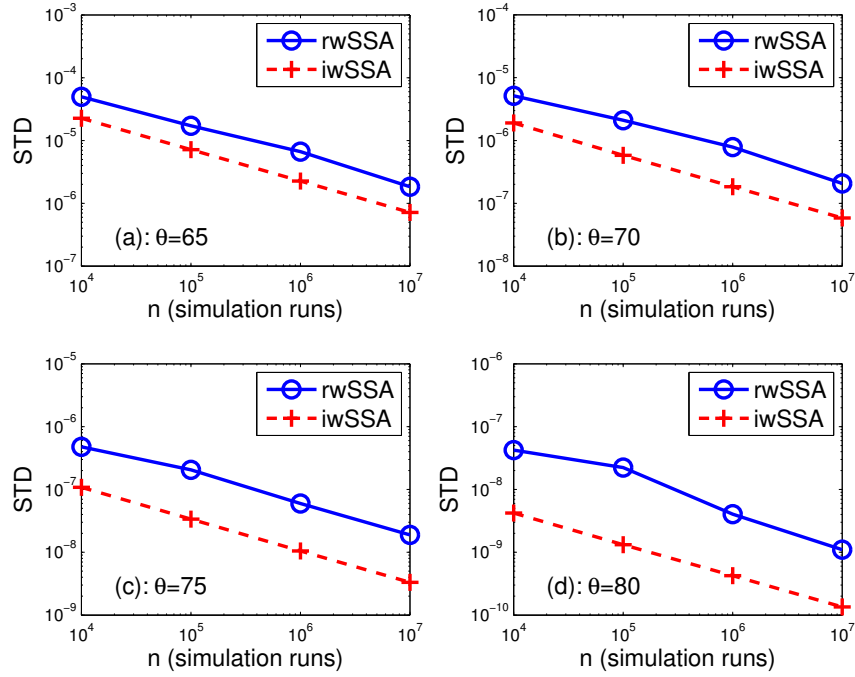 10^-3
10^-4
10^-5
10^-6
10^-7
STD
rwSSA
iwSSA
(a): θ=65
10^4 10^5 10^6 10^7
n (simulation runs)
10^-4
10^-5
10^-6
10^-7
10^-8
STD
rwSSA
iwSSA
(b): θ=70
10^4 10^5 10^6 10^7
n (simulation runs)
10^-5
10^-6
10^-7
10^-8
10^-9
STD
rwSSA
iwSSA
(c): θ=75
10^4 10^5 10^6 10^7
n (simulation runs)
10^-6
10^-7
10^-8
10^-9
10^-10
STD
rwSSA
iwSSA
(d): θ=80
10^4 10^5 10^6 10^7
n (simulation runs)